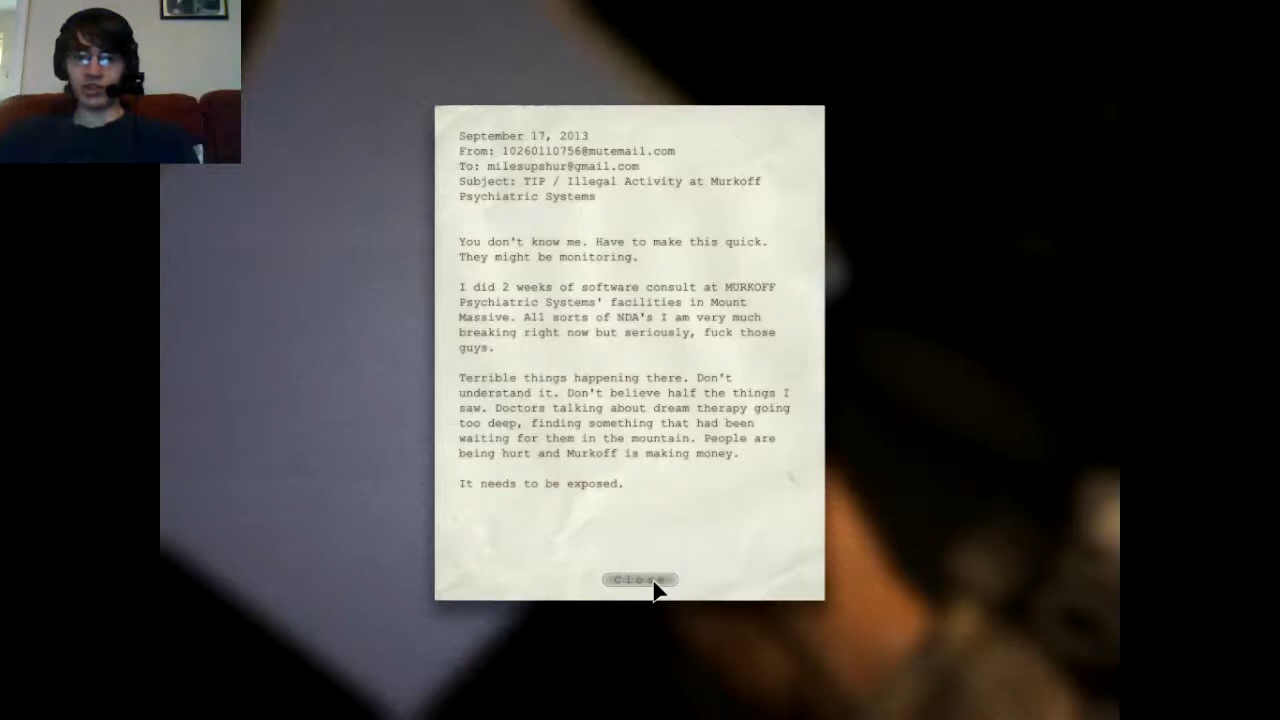 September 17, 2013
From: 10260110756@mutemail.com
To: milesupshur@gmail.com
Subject: TIP / Illegal Activity at Murkoff
Psychiatric Systems
You don't know me. Have to make this quick.
They might be monitoring.
I did 2 weeks of software consult at MURKOFF
Psychiatric Systems' facilities in Mount
Massive. All sorts of NDA's I am very much
breaking right now but seriously, fuck those
guys.
Terrible things happening there. Don't
understand it. Don't believe half the things I
saw. Doctors talking about dream therapy going
too deep, finding something that had been
waiting for them in the mountain. People are
being hurt and Murkoff is making money.
It needs to be exposed.
Close